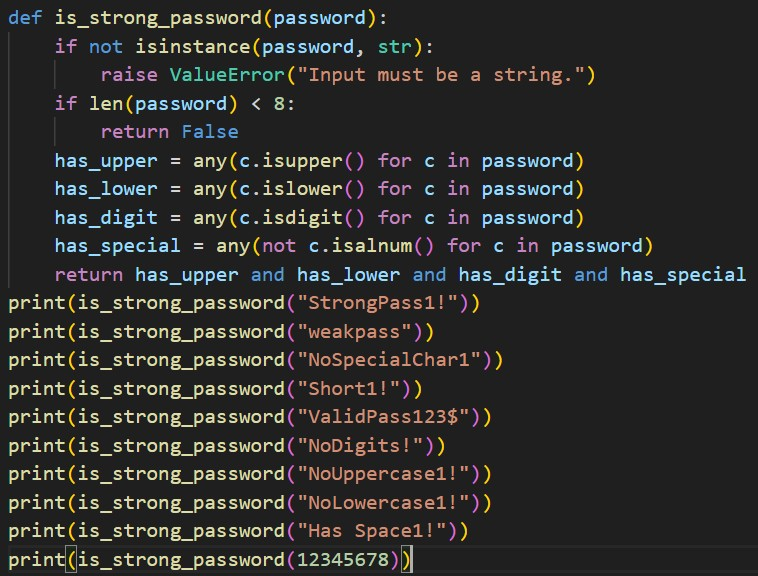 def is_strong_password(password):
    if not isinstance(password, str):
        raise ValueError("Input must be a string.")
    if len(password) < 8:
        return False
    has_upper = any(c.isupper() for c in password)
    has_lower = any(c.islower() for c in password)
    has_digit = any(c.isdigit() for c in password)
    has_special = any(not c.isalnum() for c in password)
    return has_upper and has_lower and has_digit and has_special
print(is_strong_password("StrongPass1!"))
print(is_strong_password("weakpass"))
print(is_strong_password("NoSpecialChar1"))
print(is_strong_password("Short1!"))
print(is_strong_password("ValidPass123$"))
print(is_strong_password("NoDigits!"))
print(is_strong_password("NoUppercase1!"))
print(is_strong_password("NoLowercase1!"))
print(is_strong_password("Has Space1!"))
print(is_strong_password(12345678))